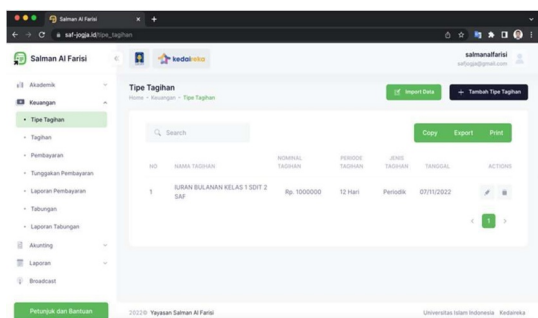 Salman Al Farisi
saf-jogja.id/tipe_tagihan
Salman Al Farisi
kedaireka
salmanalfarisi
safjogja@gmail.com
Akademik
Keuangan
Tipe Tagihan
Tagihan
Pembayaran
Tunggakan Pembayaran
Laporan Pembayaran
Tabungan
Laporan Tabungan
Akunting
Laporan
Broadcast
Petunjuk dan Bantuan
Tipe Tagihan
Home - Keuangan - Tipe Tagihan
Import Data
+ Tambah Tipe Tagihan
Search
Copy Export Print
NO NAMA TAGIHAN NOMINAL TAGIHAN PERIODE TAGIHAN JENIS TAGIHAN TANGGAL ACTIONS
1 IURAN BULANAN KELAS 1 SDIT 2 SAF Rp. 1000000 12 Hari Periodik 07/11/2022
< 1 >
2022© Yayasan Salman Al Farisi
Universitas Islam Indonesia Kedaireka